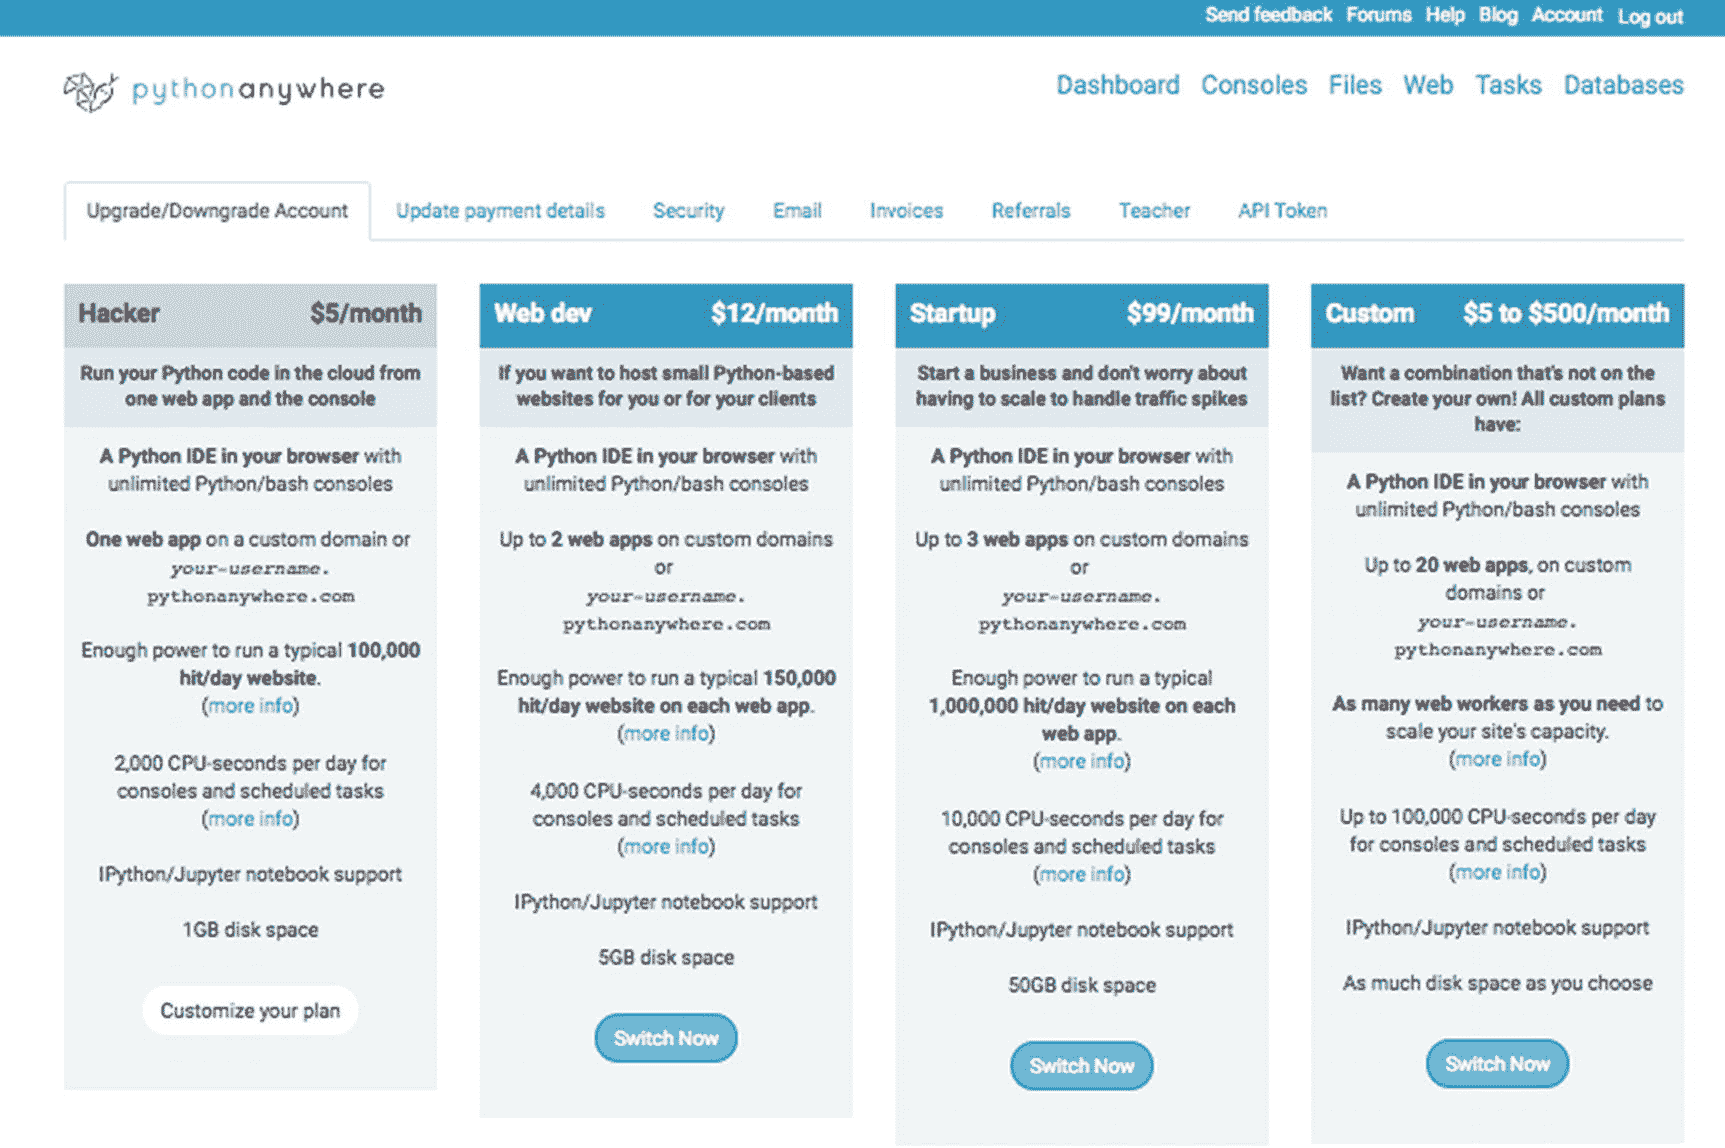 Send feedback Forums Help Blog Account Log out
pythonanywhere
Dashboard Consoles Files Web Tasks Databases
Upgrade/Downgrade Account Update payment details Security Email Invoices Referrals Teacher API Token
Hacker $5/month
Run your Python code in the cloud from
one web app and the console
A Python IDE in your browser with
unlimited Python/bash consoles
One web app on a custom domain or
your-username.
pythonanywhere.com
Enough power to run a typical 100,000
hit/day website.
(more info)
2,000 CPU-seconds per day for
consoles and scheduled tasks
(more info)
IPython/Jupyter notebook support
1GB disk space
Customize your plan
Web dev $12/month
If you want to host small Python-based
websites for you or for your clients
A Python IDE in your browser with
unlimited Python/bash consoles
Up to 2 web apps on custom domains
or
your-username.
pythonanywhere.com
Enough power to run a typical 150,000
hit/day website on each web app.
(more info)
4,000 CPU-seconds per day for
consoles and scheduled tasks
(more info)
IPython/Jupyter notebook support
5GB disk space
Switch Now
Startup $99/month
Start a business and don't worry about
having to scale to handle traffic spikes
A Python IDE in your browser with
unlimited Python/bash consoles
Up to 3 web apps on custom domains
or
your-username.
pythonanywhere.com
Enough power to run a typical
1,000,000 hit/day website on each
web app.
(more info)
10,000 CPU-seconds per day for
consoles and scheduled tasks
(more info)
IPython/Jupyter notebook support
50GB disk space
Switch Now
Custom $5 to $500/month
Want a combination that's not on the
list? Create your own! All custom plans
have:
A Python IDE in your browser with
unlimited Python/bash consoles
Up to 20 web apps, on custom
domains or
your-username.
pythonanywhere.com
As many web workers as you need to
scale your site's capacity.
(more info)
Up to 100,000 CPU-seconds per day
for consoles and scheduled tasks
(more info)
IPython/Jupyter notebook support
As much disk space as you choose
Switch Now